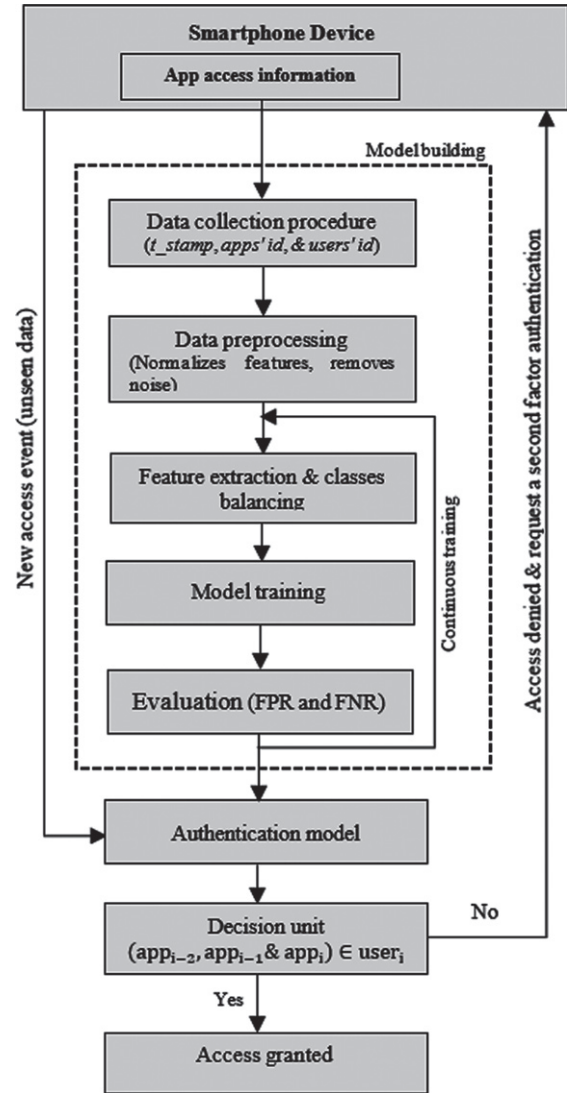 Smartphone Device
App access information
Model building
Data collection procedure
(t_stamp, apps' id, & users' id)
Data preprocessing
(Normalizes features, removes
noise)
Feature extraction & classes
balancing
Model training
Evaluation (FPR and FNR)
Continuous training
New access event (unseen data)
Access denied & request a second factor authentication
Authentication model
Decision unit
(appᵢ₋₂, appᵢ₋₁ & appᵢ) ∈ userᵢ
No
Yes
Access granted